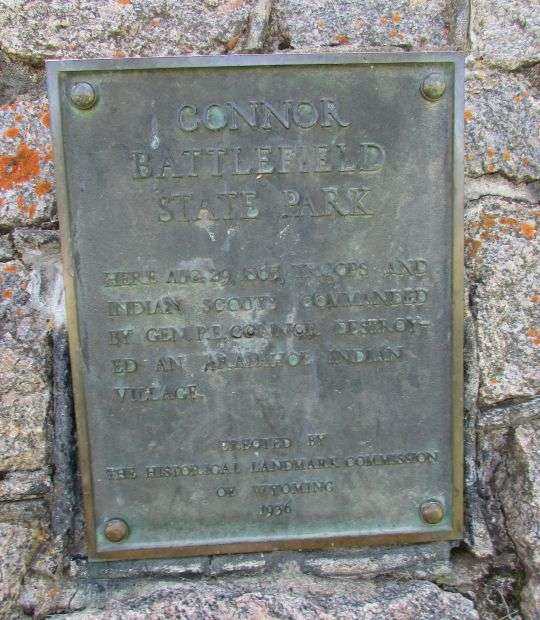 CONNOR
BATTLEFIELD
STATE PARK
HERE AUG. 29, 1865, TROOPS AND
INDIAN SCOUTS COMMANDED
BY GEN. P. E. CONNOR DESTROY-
ED AN ARAPAHOE INDIAN
VILLAGE.
ERECTED BY
THE HISTORICAL LANDMARK COMMISSION
OF WYOMING
1936